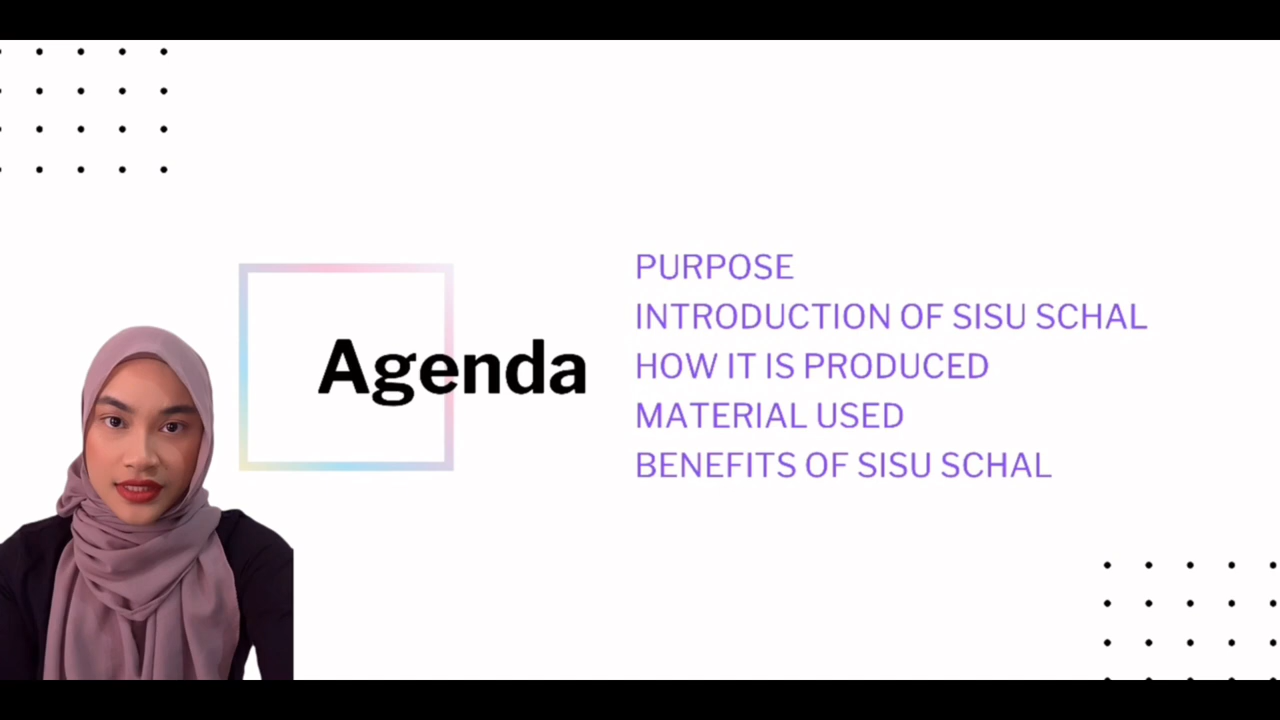 Agenda
PURPOSE
INTRODUCTION OF SISU SCHAL
HOW IT IS PRODUCED
MATERIAL USED
BENEFITS OF SISU SCHAL